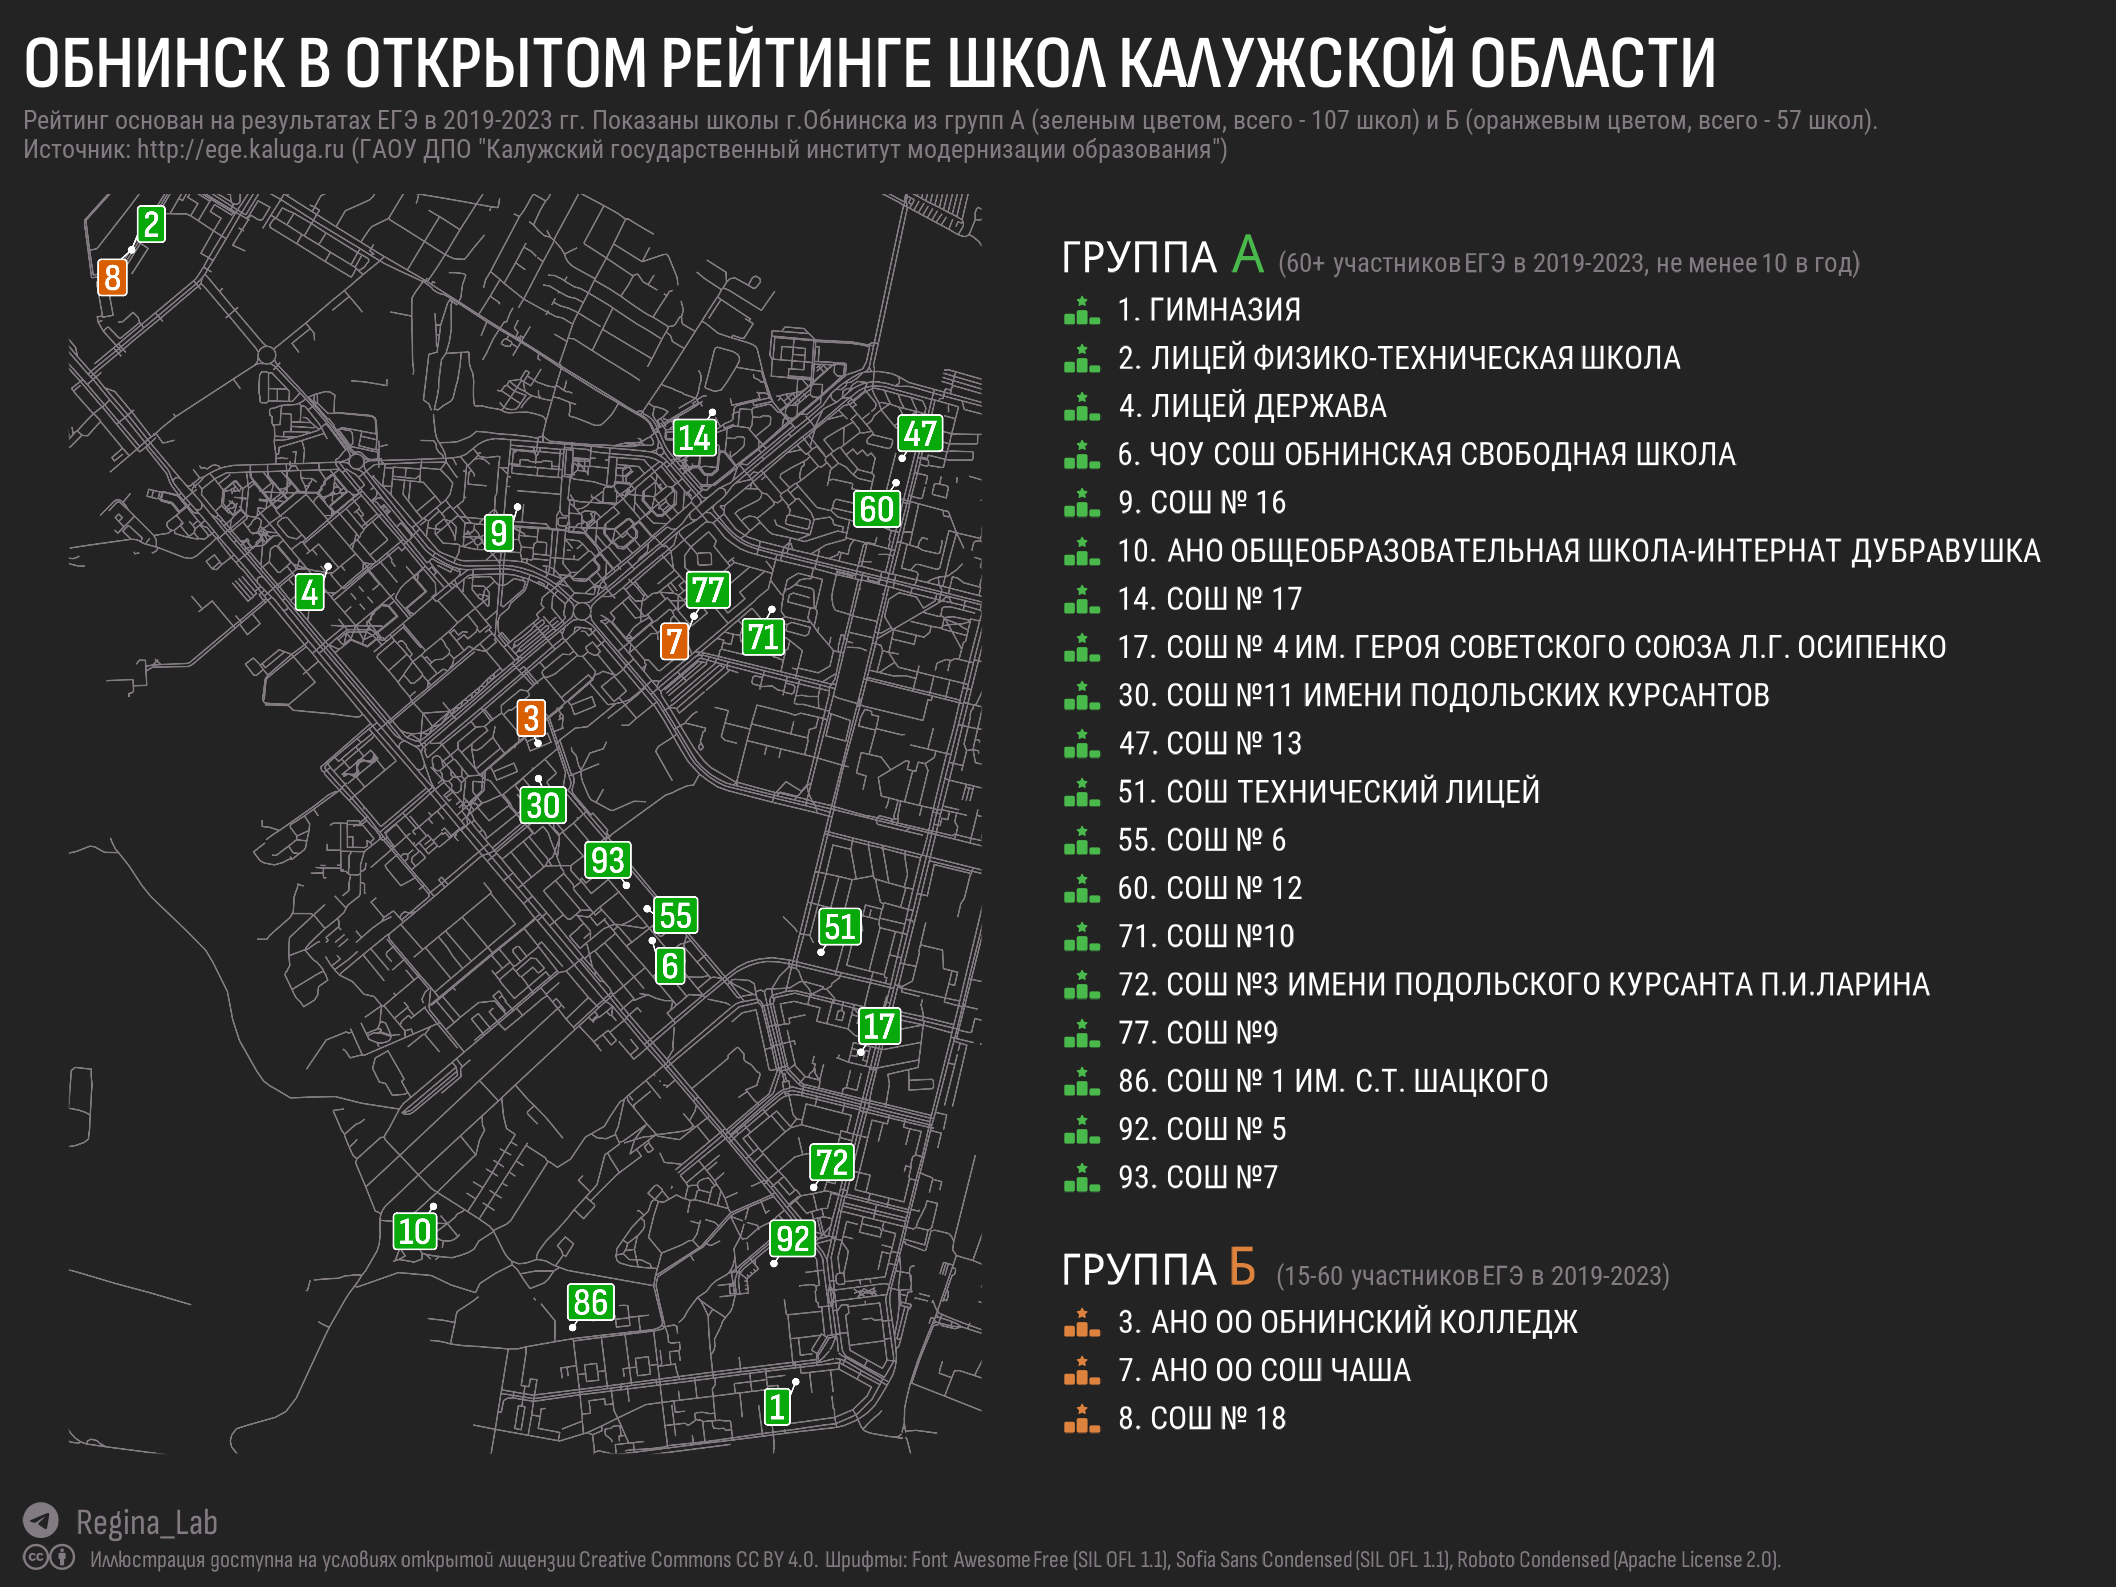 ОБНИНСК В ОТКРЫТОМ РЕЙТИНГЕ ШКОЛ КАЛУЖСКОЙ ОБЛАСТИ
Рейтинг основан на результатах ЕГЭ в 2019-2023 гг. Показаны школы г.Обнинска из групп А (зеленым цветом, всего - 107 школ) и Б (оранжевым цветом, всего - 57 школ).
Источник: http://ege.kaluga.ru (ГАОУ ДПО "Калужский государственный институт модернизации образования")
2
8
14
47
60
9
4
77
7
71
3
30
93
55
6
51
17
72
10
92
86
1
ГРУППА А (60+ участников ЕГЭ в 2019-2023, не менее 10 в год)
1. ГИМНАЗИЯ
2. ЛИЦЕЙ ФИЗИКО-ТЕХНИЧЕСКАЯ ШКОЛА
4. ЛИЦЕЙ ДЕРЖАВА
6. ЧОУ СОШ ОБНИНСКАЯ СВОБОДНАЯ ШКОЛА
9. СОШ № 16
10. АНО ОБЩЕОБРАЗОВАТЕЛЬНАЯ ШКОЛА-ИНТЕРНАТ ДУБРАВУШКА
14. СОШ № 17
17. СОШ № 4 ИМ. ГЕРОЯ СОВЕТСКОГО СОЮЗА Л.Г. ОСИПЕНКО
30. СОШ №11 ИМЕНИ ПОДОЛЬСКИХ КУРСАНТОВ
47. СОШ № 13
51. СОШ ТЕХНИЧЕСКИЙ ЛИЦЕЙ
55. СОШ № 6
60. СОШ № 12
71. СОШ №10
72. СОШ №3 ИМЕНИ ПОДОЛЬСКОГО КУРСАНТА П.И.ЛАРИНА
77. СОШ №9
86. СОШ № 1 ИМ. С.Т. ШАЦКОГО
92. СОШ № 5
93. СОШ №7
ГРУППА Б (15-60 участников ЕГЭ в 2019-2023)
3. АНО ОО ОБНИНСКИЙ КОЛЛЕДЖ
7. АНО ОО СОШ ЧАША
8. СОШ № 18
Regina_Lab
cc Иллюстрация доступна на условиях открытой лицензии Creative Commons CC BY 4.0. Шрифты: Font Awesome Free (SIL OFL 1.1), Sofia Sans Condensed (SIL OFL 1.1), Roboto Condensed (Apache License 2.0).